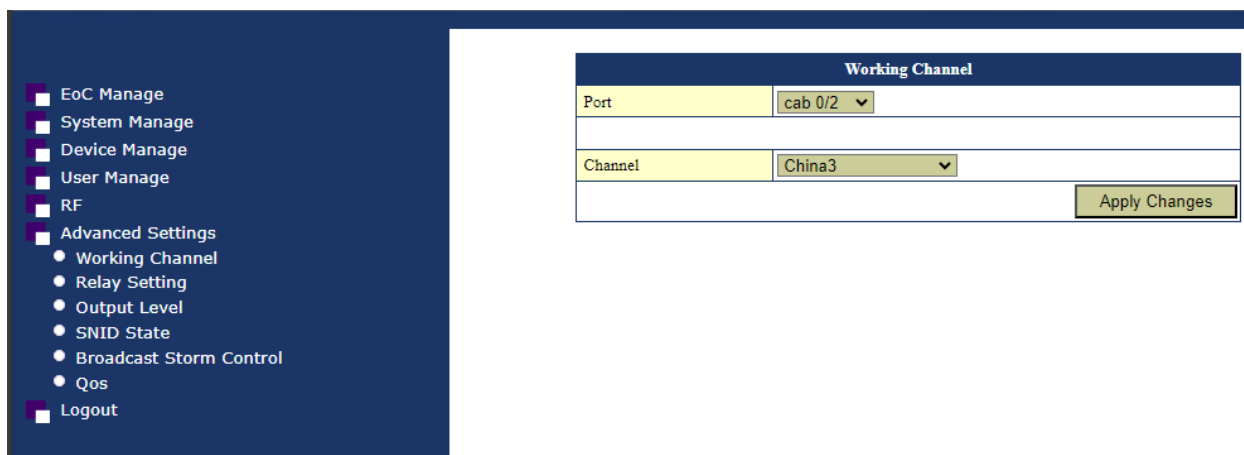 EoC Manage
System Manage
Device Manage
User Manage
RF
Advanced Settings
Working Channel
Relay Setting
Output Level
SNID State
Broadcast Storm Control
Qos
Logout
Working Channel
Port cab 0/2
Channel China3
Apply Changes